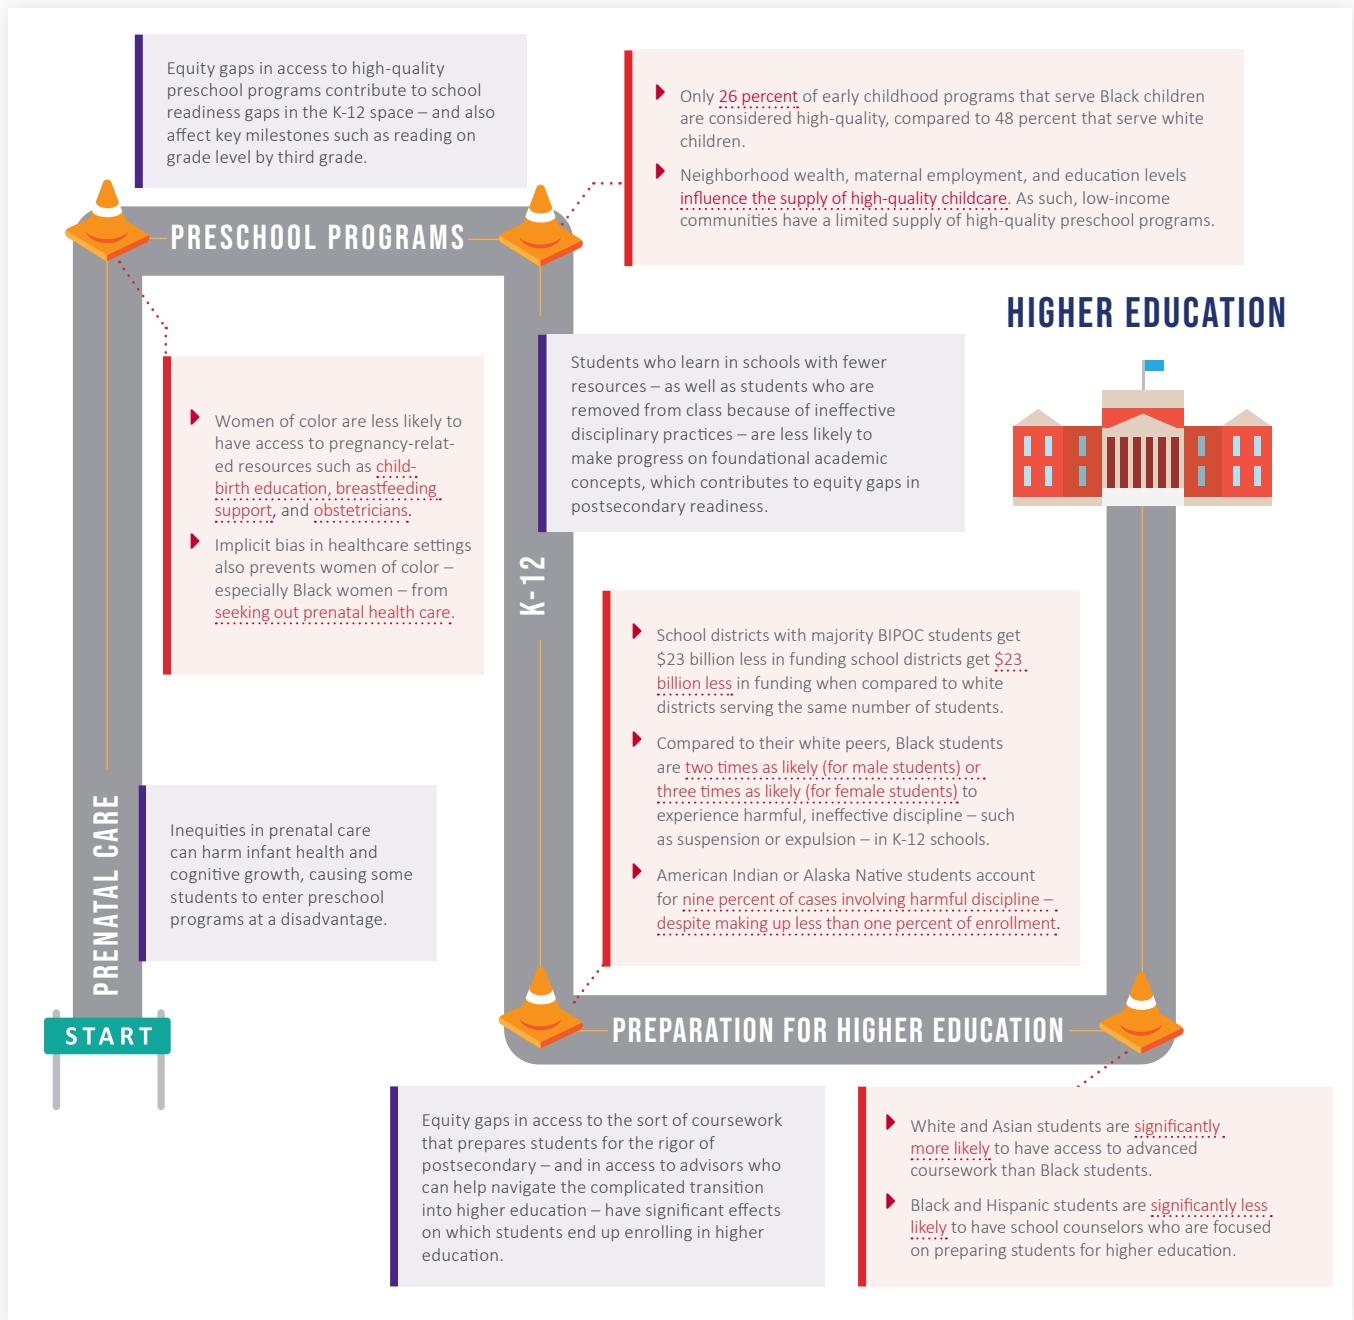 Equity gaps in access to high-quality
preschool programs contribute to school
readiness gaps in the K-12 space – and also
affect key milestones such as reading on
grade level by third grade.
Only 26 percent of early childhood programs that serve Black children
are considered high-quality, compared to 48 percent that serve white
children.
Neighborhood wealth, maternal employment, and education levels
influence the supply of high-quality childcare. As such, low-income
communities have a limited supply of high-quality preschool programs.
PRESCHOOL PROGRAMS
HIGHER EDUCATION
Women of color are less likely to
have access to pregnancy-relat-
ed resources such as child-
birth education, breastfeeding
support, and obstetricians.
Implicit bias in healthcare settings
also prevents women of color –
especially Black women – from
seeking out prenatal health care.
Students who learn in schools with fewer
resources – as well as students who are
removed from class because of ineffective
disciplinary practices – are less likely to
make progress on foundational academic
concepts, which contributes to equity gaps in
postsecondary readiness.
K-12
School districts with majority BIPOC students get
$23 billion less in funding school districts get $23
billion less in funding when compared to white
districts serving the same number of students.
Compared to their white peers, Black students
are two times as likely (for male students) or
three times as likely (for female students) to
experience harmful, ineffective discipline – such
as suspension or expulsion – in K-12 schools.
American Indian or Alaska Native students account
for nine percent of cases involving harmful discipline –
despite making up less than one percent of enrollment.
PRENATAL CARE
Inequities in prenatal care
can harm infant health and
cognitive growth, causing some
students to enter preschool
programs at a disadvantage.
START
PREPARATION FOR HIGHER EDUCATION
Equity gaps in access to the sort of coursework
that prepares students for the rigor of
postsecondary – and in access to advisors who
can help navigate the complicated transition
into higher education – have significant effects
on which students end up enrolling in higher
education.
White and Asian students are significantly
more likely to have access to advanced
coursework than Black students.
Black and Hispanic students are significantly less
likely to have school counselors who are focused
on preparing students for higher education.